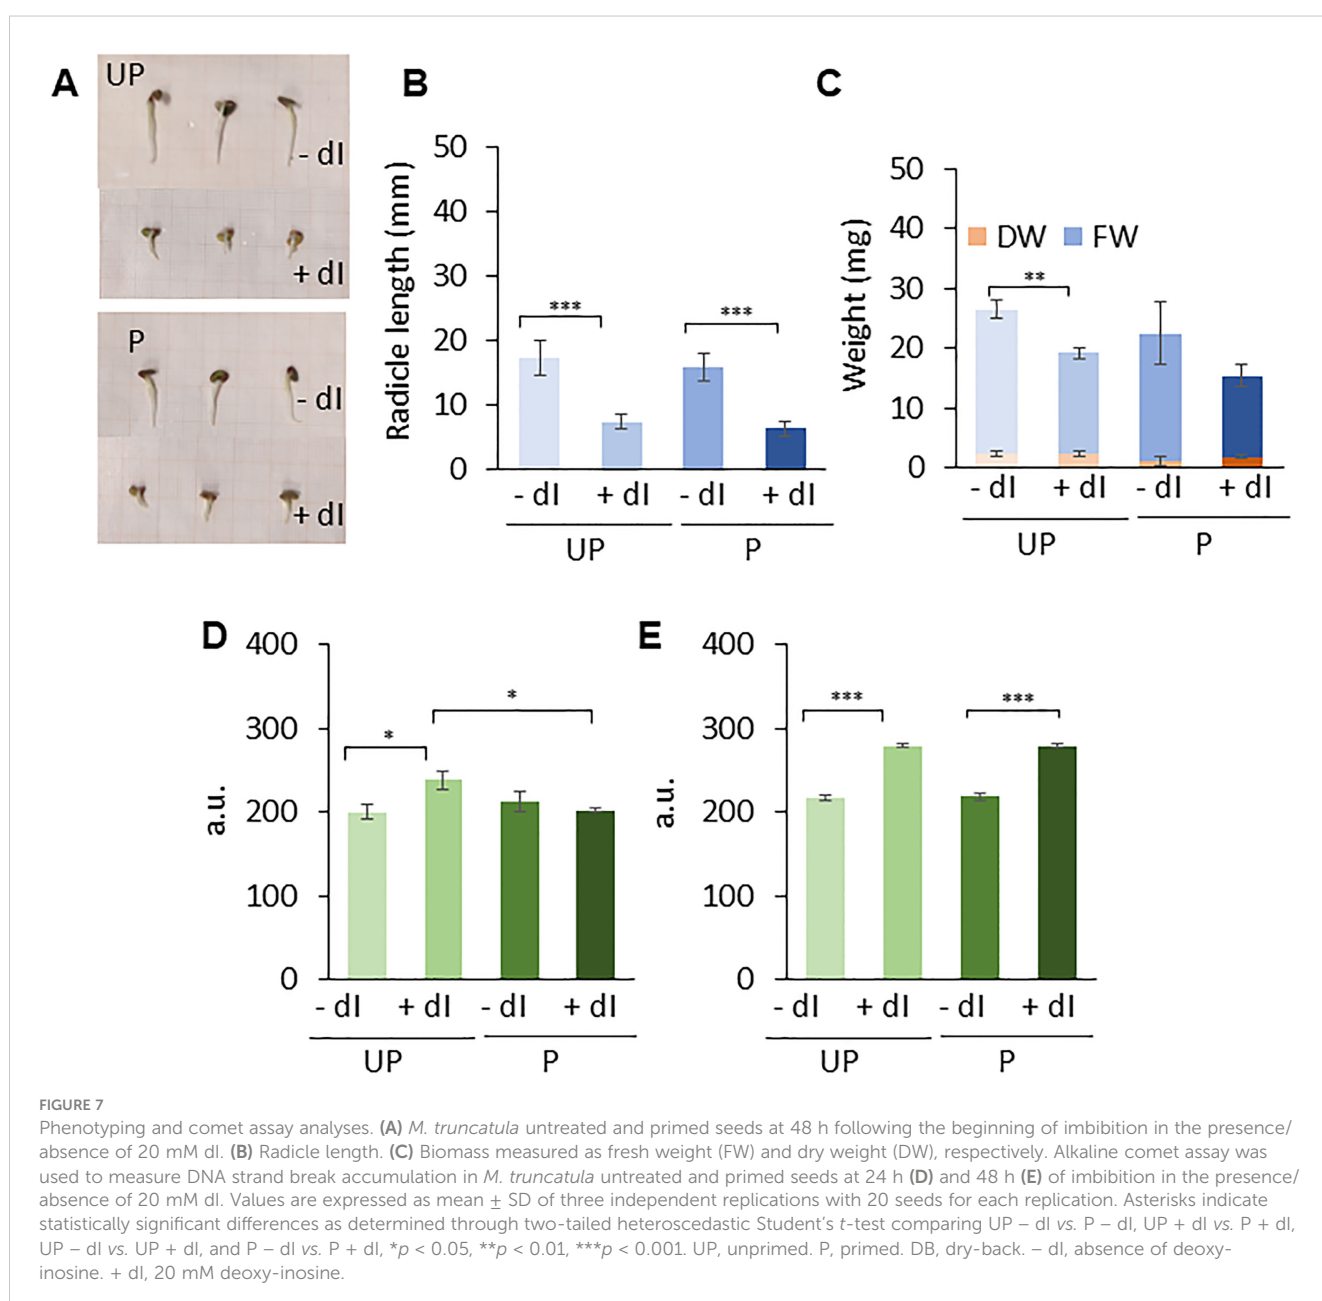 A
UP
- dI
+ dI
P
- dI
+ dI
B
Radicle length (mm)
50
40
30
20
10
0
***
***
- dI + dI - dI + dI
UP P
C
Weight (mg)
50
40
30
20
10
0
DW FW
**
- dI + dI - dI + dI
UP P
D
a.u.
400
300
200
100
0
*
*
- dI + dI - dI + dI
UP P
E
a.u.
400
300
200
100
0
***
***
- dI + dI - dI + dI
UP P
FIGURE 7
Phenotyping and comet assay analyses. (A) M. truncatula untreated and primed seeds at 48 h following the beginning of imbibition in the presence/
absence of 20 mM dI. (B) Radicle length. (C) Biomass measured as fresh weight (FW) and dry weight (DW), respectively. Alkaline comet assay was
used to measure DNA strand break accumulation in M. truncatula untreated and primed seeds at 24 h (D) and 48 h (E) of imbibition in the presence/
absence of 20 mM dI. Values are expressed as mean ± SD of three independent replications with 20 seeds for each replication. Asterisks indicate
statistically significant differences as determined through two-tailed heteroscedastic Student's t-test comparing UP – dI vs. P – dI, UP + dI vs. P + dI,
UP – dI vs. UP + dI, and P – dI vs. P + dI, *p < 0.05, **p < 0.01, ***p < 0.001. UP, unprimed. P, primed. DB, dry-back. – dI, absence of deoxy-
inosine. + dI, 20 mM deoxy-inosine.